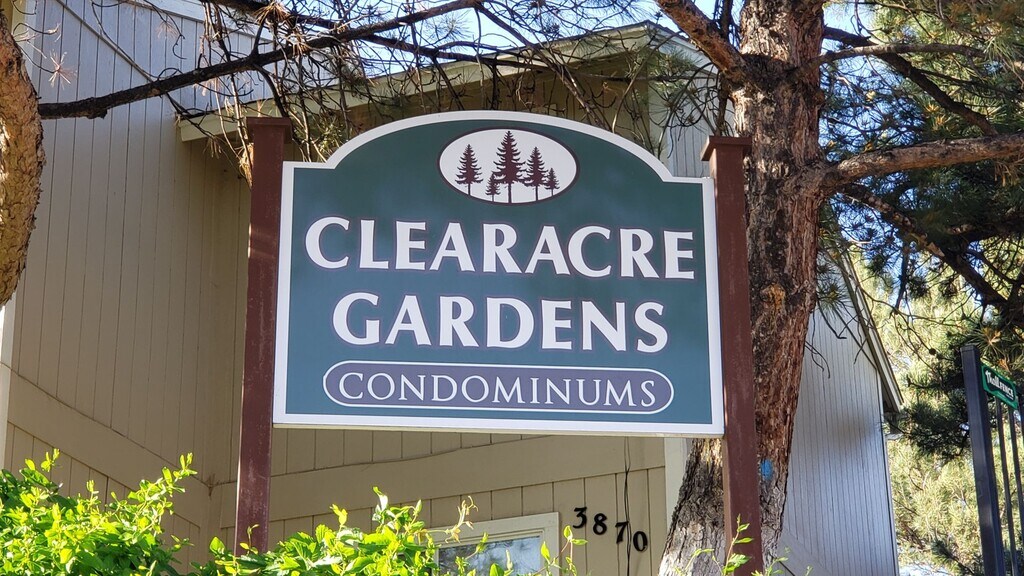 CLEARACRE
GARDENS
CONDOMINUMS
3870